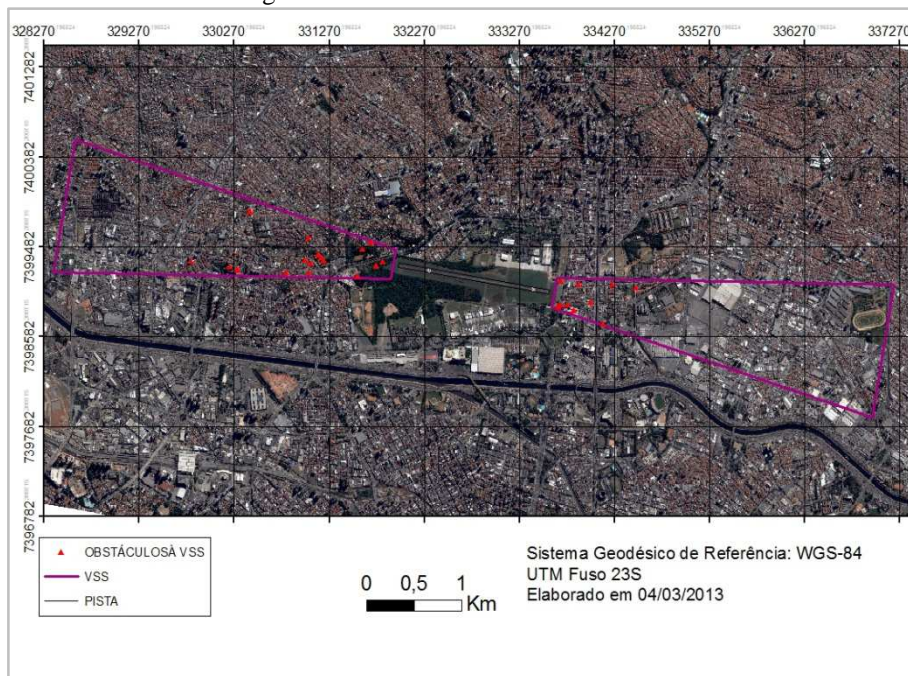 328270
329270
330270
331270
332270
333270
334270
335270
336270
337270
7401282
7400382
7399482
7398582
7397682
7396782
OBSTÁCULOSÀ VSS
VSS
PISTA
0 0,5 1
Km
Sistema Geodésico de Referência: WGS-84
UTM Fuso 23S
Elaborado em 04/03/2013